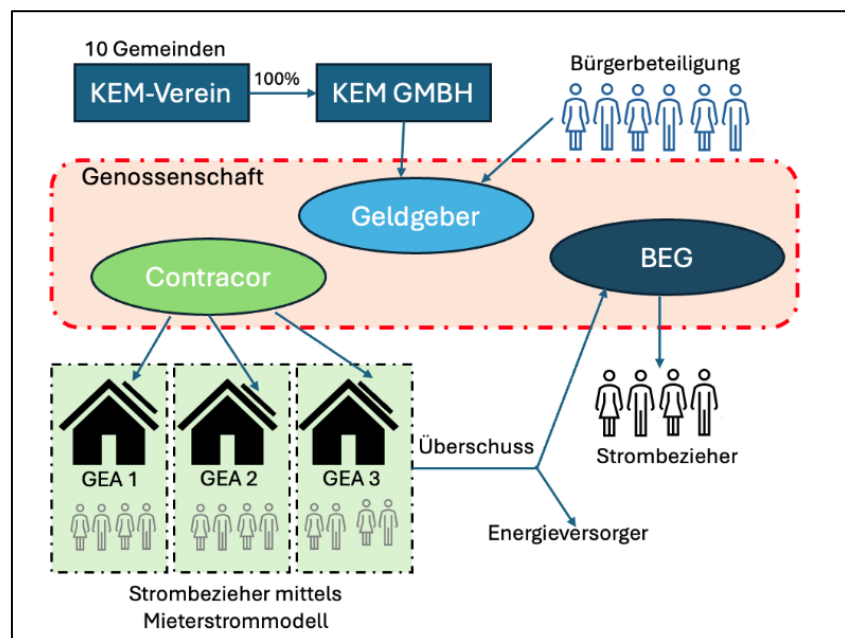 10 Gemeinden
KEM-Verein
100%
KEM GMBH
Bürgerbeteiligung
Genossenschaft
Geldgeber
BEG
Contracor
GEA 1
GEA 2
GEA 3
Überschuss
Strombezieher
Energieversorger
Strombezieher mittels
Mieterstrommodell